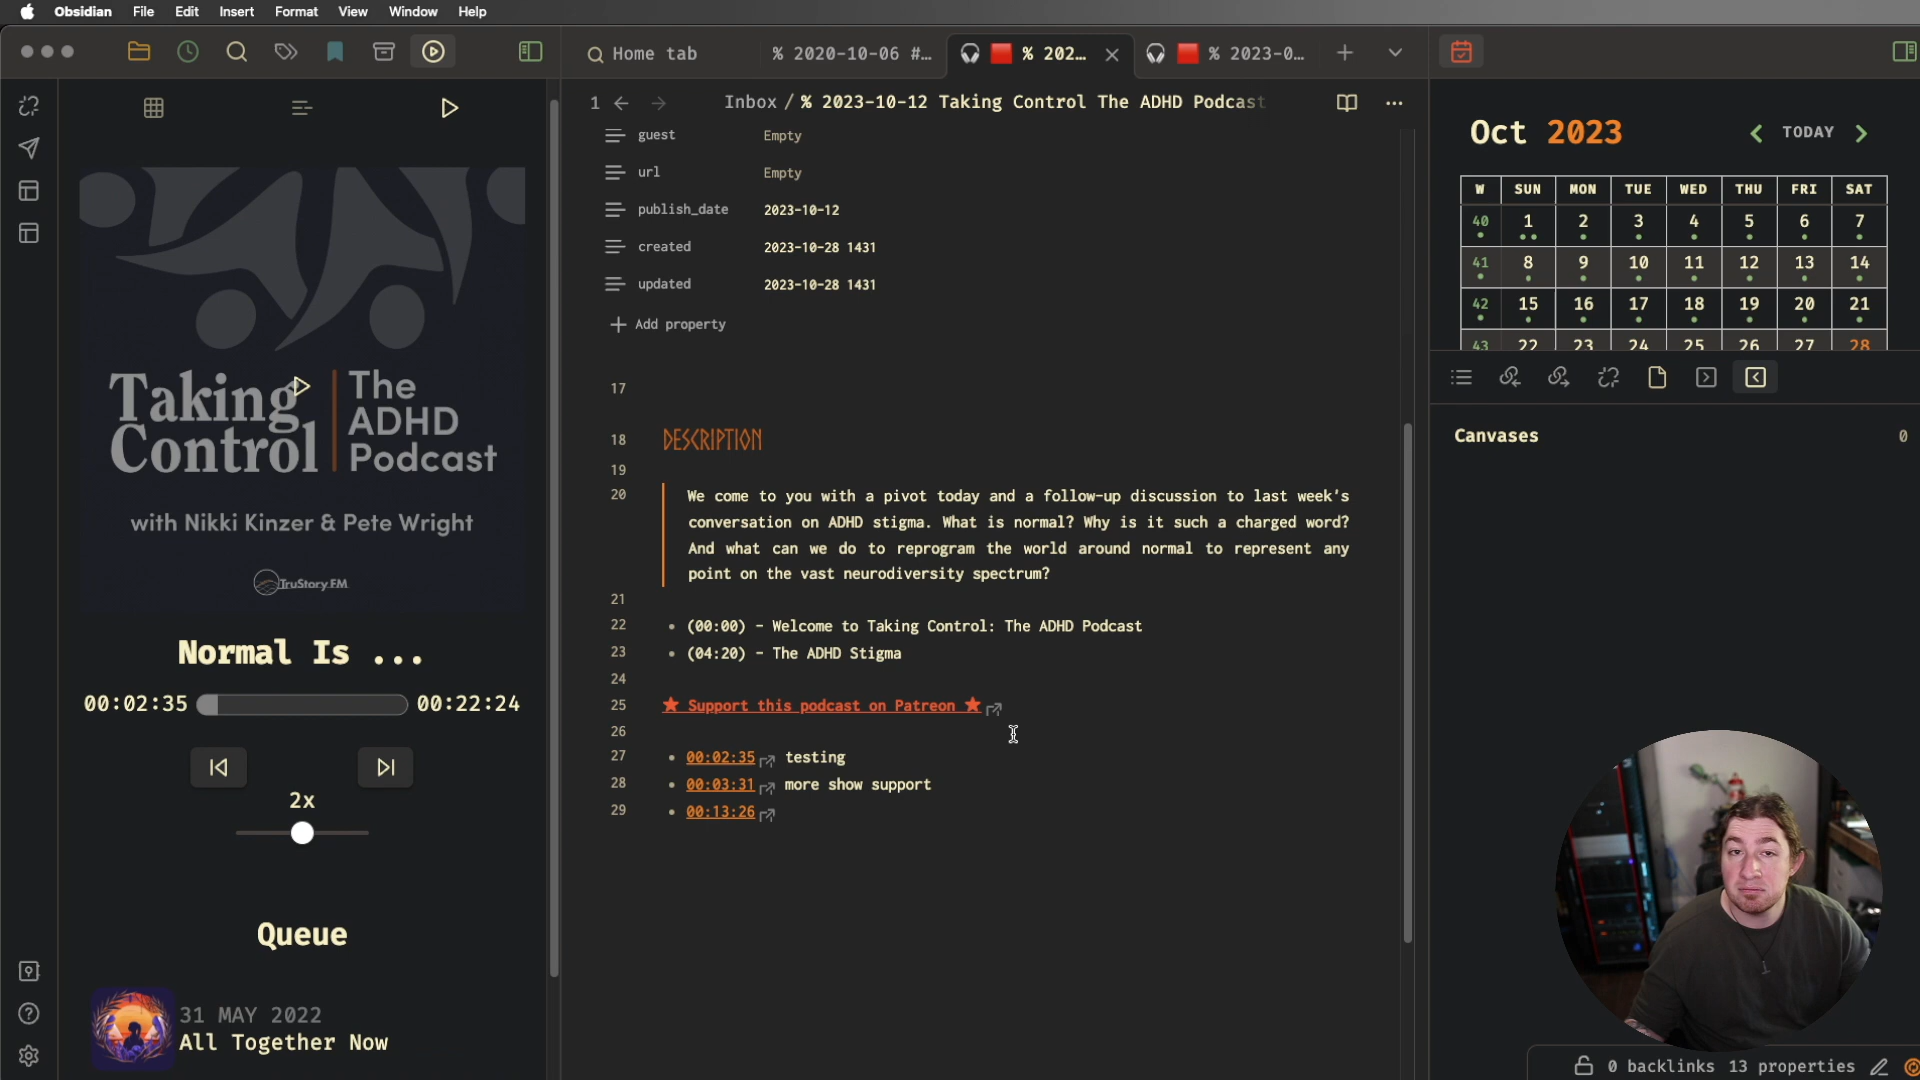 Obsidian File Edit Insert Format View Window Help
Home tab
% 2020-10-06 #...
% 202...
% 2023-0...
1
Inbox / % 2023-10-12 Taking Control The ADHD Podcast
guest Empty
url Empty
publish_date 2023-10-12
created 2023-10-28 1431
updated 2023-10-28 1431
Add property
17
18 DESCRIPTION
19
20 We come to you with a pivot today and a follow-up discussion to last week's
conversation on ADHD stigma. What is normal? Why is it such a charged word?
And what can we do to reprogram the world around normal to represent any
point on the vast neurodiversity spectrum?
21
22 • (00:00) - Welcome to Taking Control: The ADHD Podcast
23 • (04:20) - The ADHD Stigma
24
25 ★ Support this podcast on Patreon ★
26
27 • 00:02:35 testing
28 • 00:03:31 more show support
29 • 00:13:26
Taking Control | The ADHD Podcast
with Nikki Kinzer & Pete Wright
TruStory.FM
Normal Is ...
00:02:35 00:22:24
2x
Queue
31 MAY 2022
All Together Now
Oct 2023 TODAY
W SUN MON TUE WED THU FRI SAT
40 1 2 3 4 5 6 7
41 8 9 10 11 12 13 14
42 15 16 17 18 19 20 21
43 22 23 24 25 26 27 28
Canvases 0
0 backlinks 13 properties